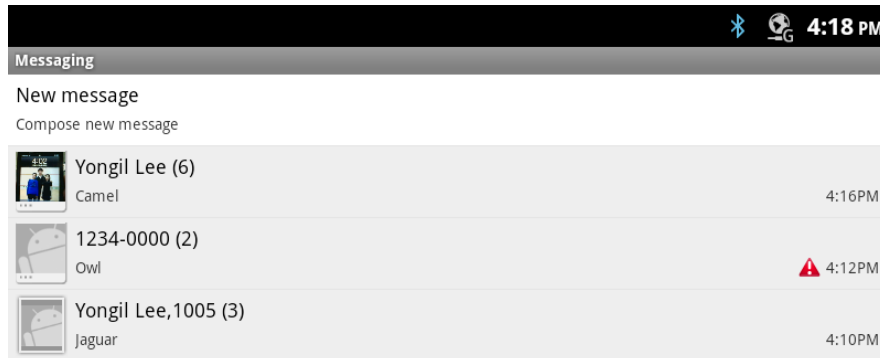 G 4:18 PM
Messaging
New message
Compose new message
Yongil Lee (6)
Camel
4:16PM
1234-0000 (2)
Owl
4:12PM
Yongil Lee,1005 (3)
Jaguar
4:10PM